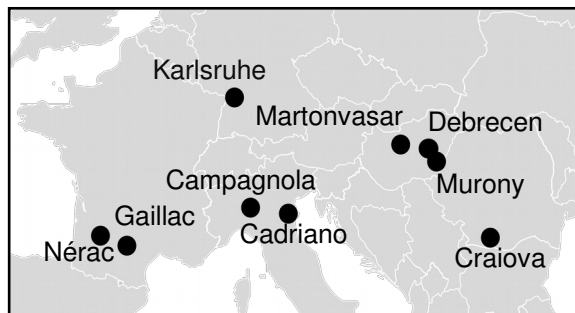 Karlsruhe
Martonvasar
Debrecen
Murony
Campagnola
Gaillac
Cadriano
Nérac
Craiova